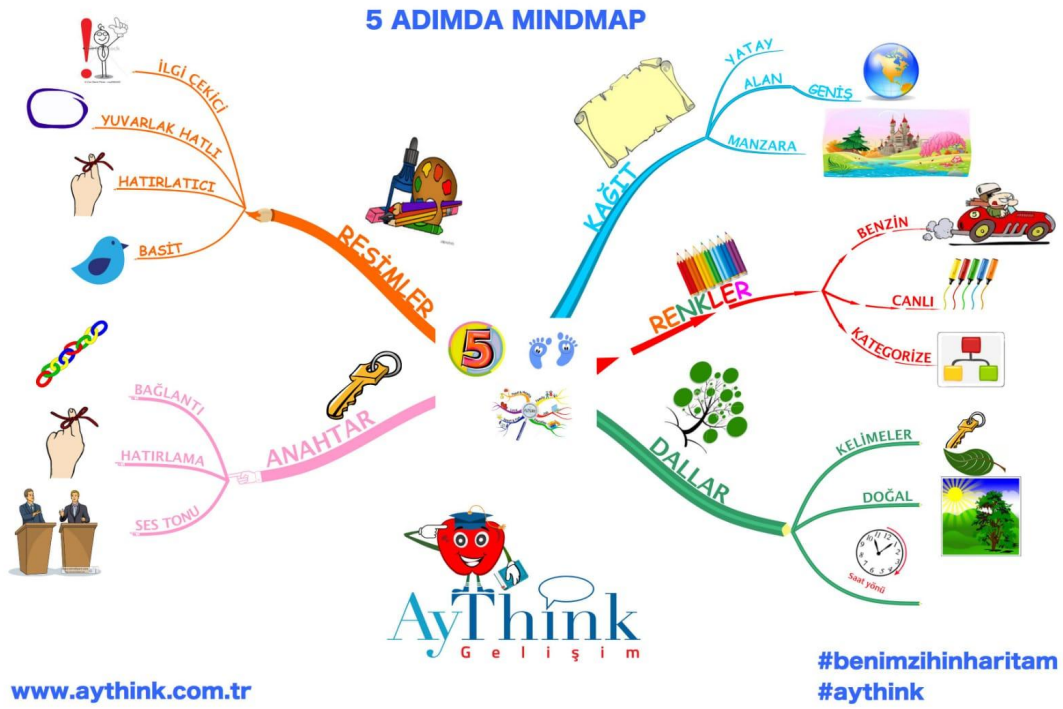 5 ADIMDA MINDMAP
KAĞIT
YATAY
ALAN
GENİŞ
MANZARA
RENKLER
BENZİN
CANLI
KATEGORİZE
DALLAR
KELİMELER
DOĞAL
Saat yönü
ANAHTAR
BAĞLANTI
HATIRLAMA
SES TONU
RESİMLER
İLGİ ÇEKİCİ
YUVARLAK HATLI
HATIRLATICI
BASİT
5
AyThink
Gelişim
www.aythink.com.tr
#benimzihinharitam
#aythink